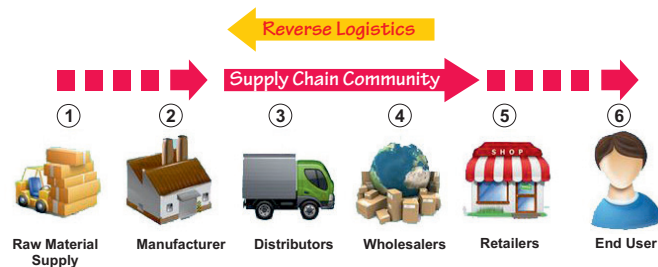 Reverse Logistics
Supply Chain Community
1 2 3 4 5 6
SHOP
Raw Material
Supply
Manufacturer
Distributors
Wholesalers
Retailers
End User